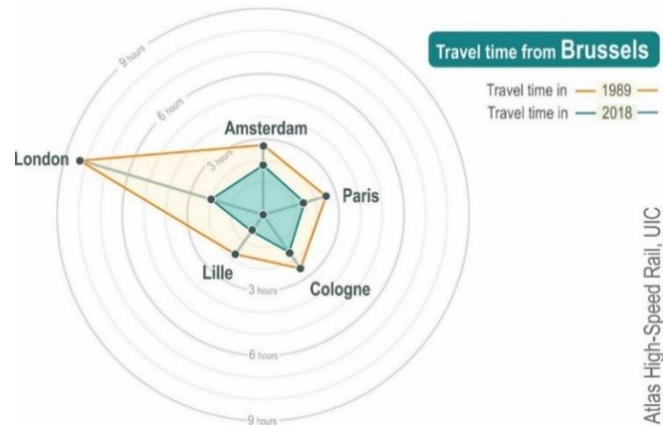 Travel time from Brussels
Travel time in 1989
Travel time in 2018
9 hours
6 hours
3 hours
Amsterdam
London
Paris
Lille
Cologne
3 hours
6 hours
9 hours
Atlas High-Speed Rail, UIC